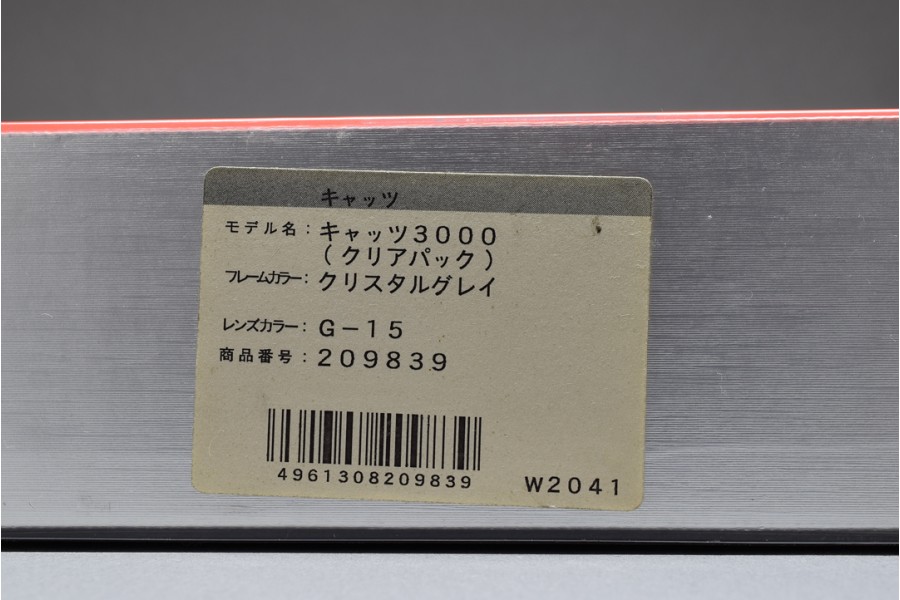 キャッツ
モデル名：キャッツ3000
（クリアパック）
フレームカラー：クリスタルグレイ
レンズカラー：G－15
商品番号：209839
4961308209839
W2041